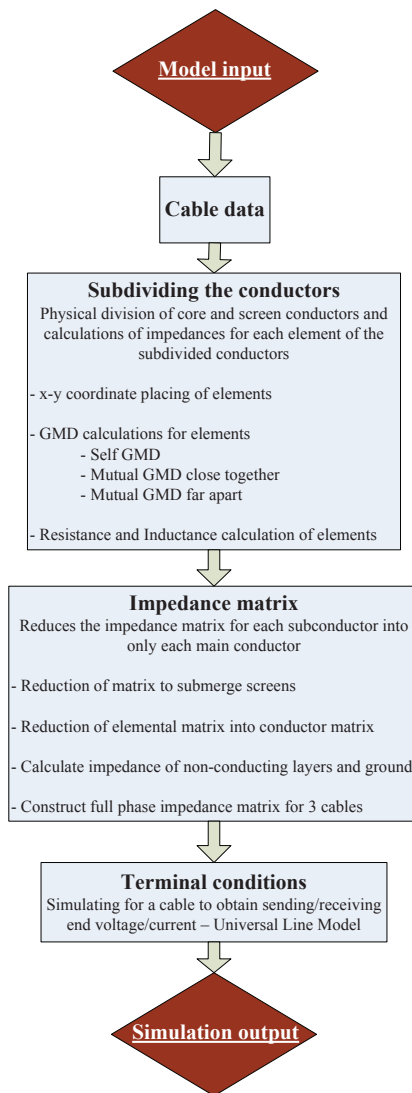 Model input
Cable data
Subdividing the conductors
Physical division of core and screen conductors and
calculations of impedances for each element of the
subdivided conductors
- x-y coordinate placing of elements
- GMD calculations for elements
- Self GMD
- Mutual GMD close together
- Mutual GMD far apart
- Resistance and Inductance calculation of elements
Impedance matrix
Reduces the impedance matrix for each subconductor into
only each main conductor
- Reduction of matrix to submerge screens
- Reduction of elemental matrix into conductor matrix
- Calculate impedance of non-conducting layers and ground
- Construct full phase impedance matrix for 3 cables
Terminal conditions
Simulating for a cable to obtain sending/receiving
end voltage/current – Universal Line Model
Simulation output